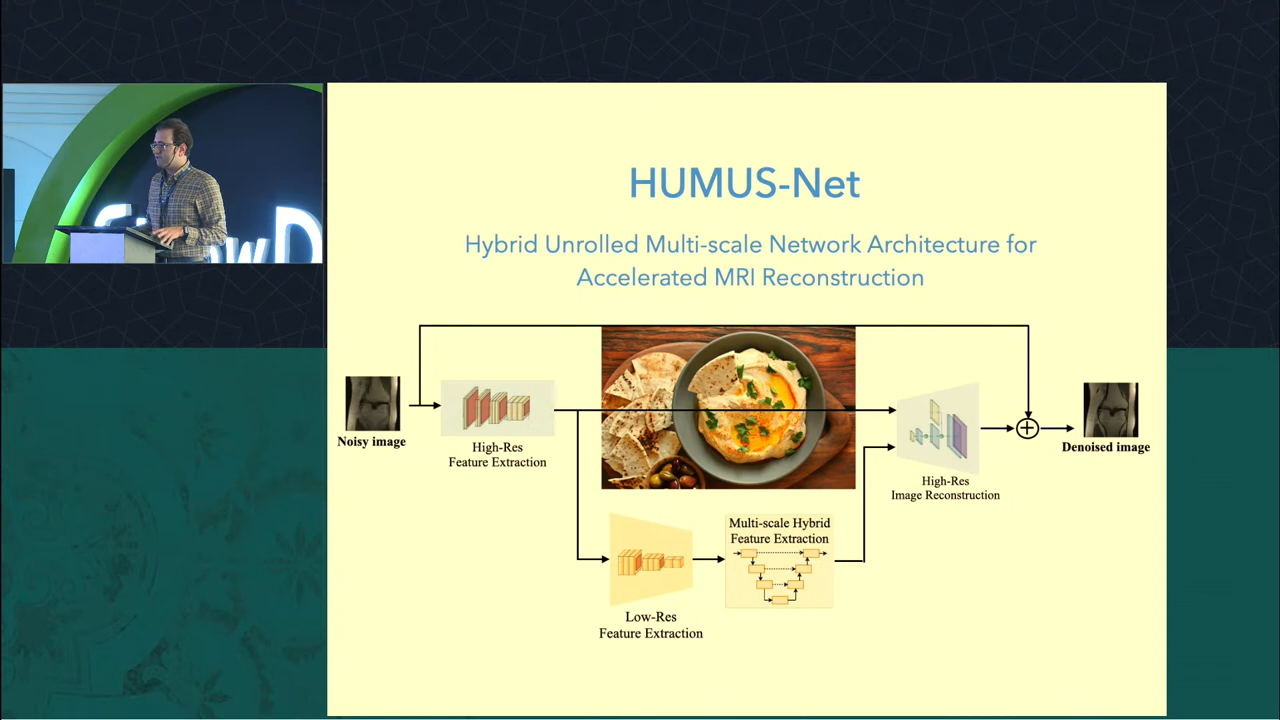 HUMUS-Net
Hybrid Unrolled Multi-scale Network Architecture for
Accelerated MRI Reconstruction
Noisy image
High-Res
Feature Extraction
Low-Res
Feature Extraction
Multi-scale Hybrid
Feature Extraction
High-Res
Image Reconstruction
Denoised image